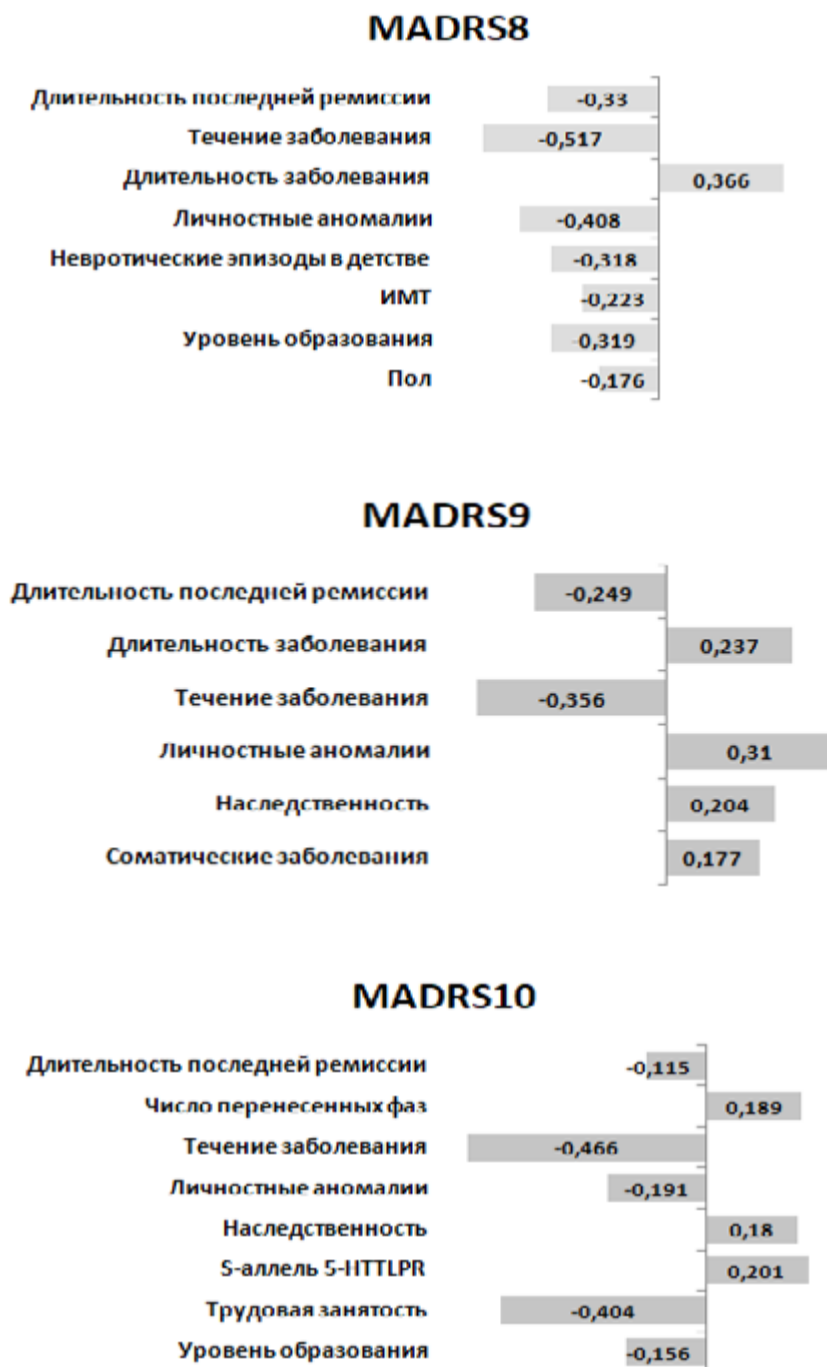 MADRS8
Длительность последней ремиссии -0,33
Течение заболевания -0,517
Длительность заболевания 0,366
Личностные аномалии -0,408
Невротические эпизоды в детстве -0,318
ИМТ -0,223
Уровень образования -0,319
Пол -0,176
MADRS9
Длительность последней ремиссии -0,249
Длительность заболевания 0,237
Течение заболевания -0,356
Личностные аномалии 0,31
Наследственность 0,204
Соматические заболевания 0,177
MADRS10
Длительность последней ремиссии -0,115
Число перенесенных фаз 0,189
Течение заболевания -0,466
Личностные аномалии -0,191
Наследственность 0,18
S-аллель 5-HTTLPR 0,201
Трудовая занятость -0,404
Уровень образования -0,156